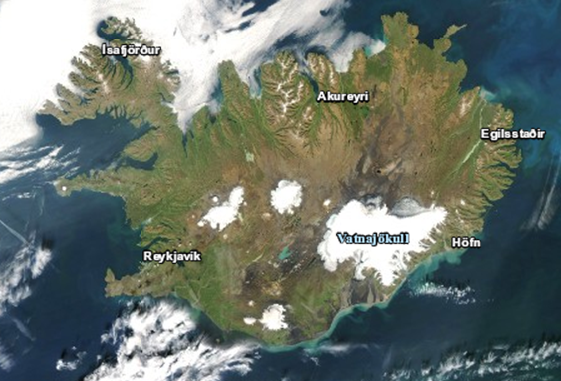 Ísafjörður
Akureyri
Egilsstaðir
Vatnajökull
Höfn
Reykjavík